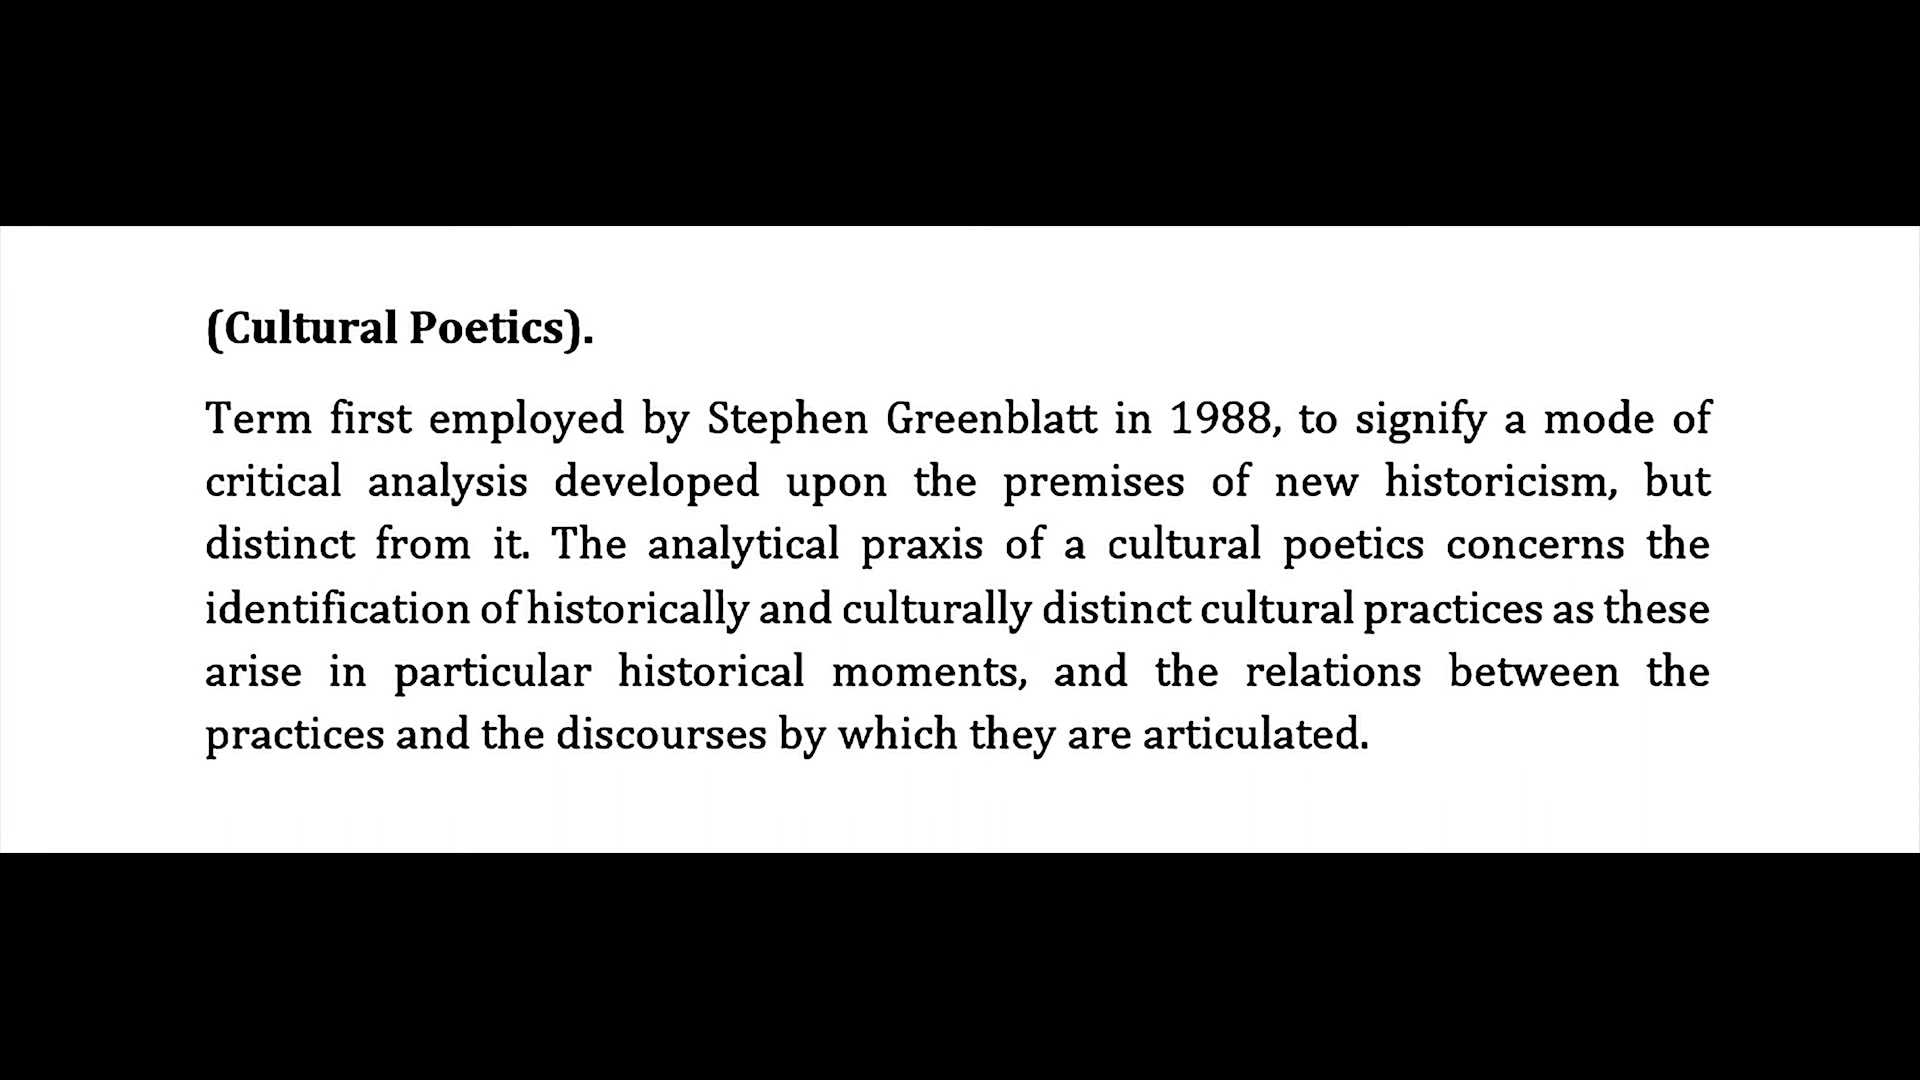 (Cultural Poetics).
Term first employed by Stephen Greenblatt in 1988, to signify a mode of
critical analysis developed upon the premises of new historicism, but
distinct from it. The analytical praxis of a cultural poetics concerns the
identification of historically and culturally distinct cultural practices as these
arise in particular historical moments, and the relations between the
practices and the discourses by which they are articulated.